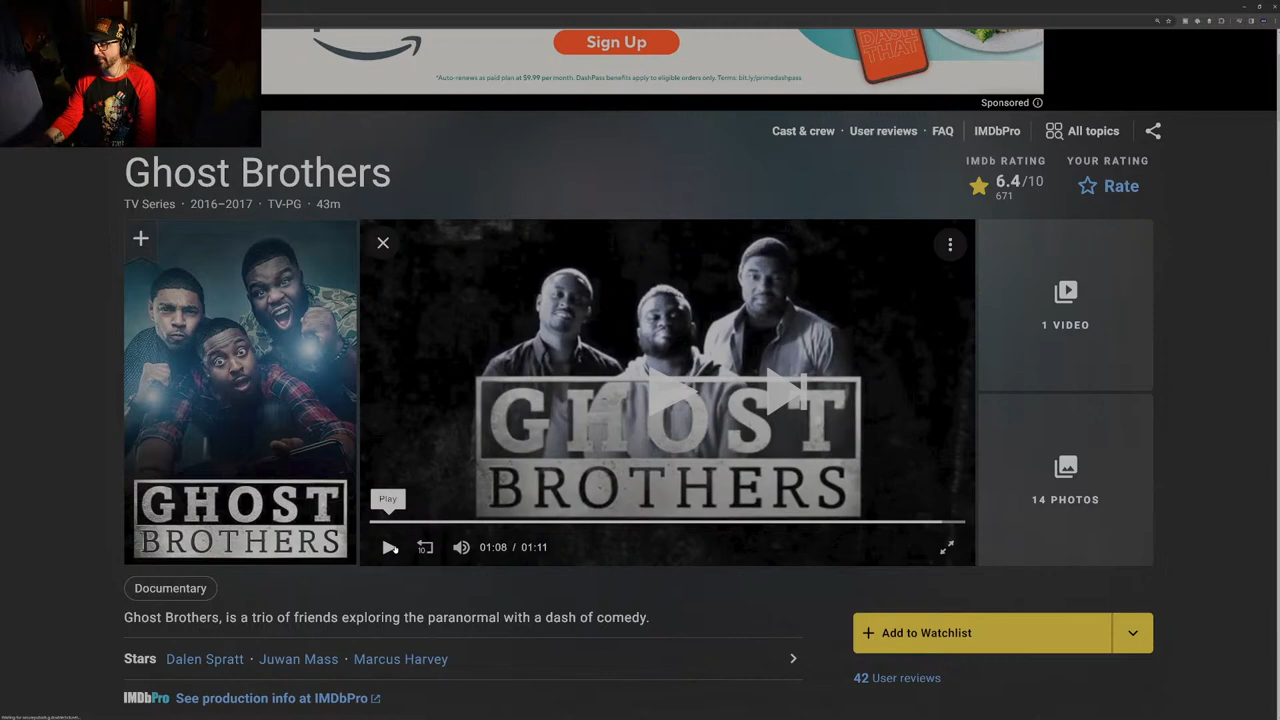 DASH
THAT
Sign Up
*Auto-renews as paid plan at $9.99 per month. DashPass benefits apply to eligible orders only. Terms: bit.ly/primedashpass
Sponsored
Cast & crew · User reviews · FAQ IMDbPro All topics
Ghost Brothers
TV Series · 2016–2017 · TV-PG · 43m
IMDb RATING
6.4/10
671
YOUR RATING
Rate
GHOST
BROTHERS
GHOST
BROTHERS
Play
10
01:08 / 01:11
1 VIDEO
14 PHOTOS
Documentary
Ghost Brothers, is a trio of friends exploring the paranormal with a dash of comedy.
Stars Dalen Spratt · Juwan Mass · Marcus Harvey
IMDbPro See production info at IMDbPro
+ Add to Watchlist
42 User reviews